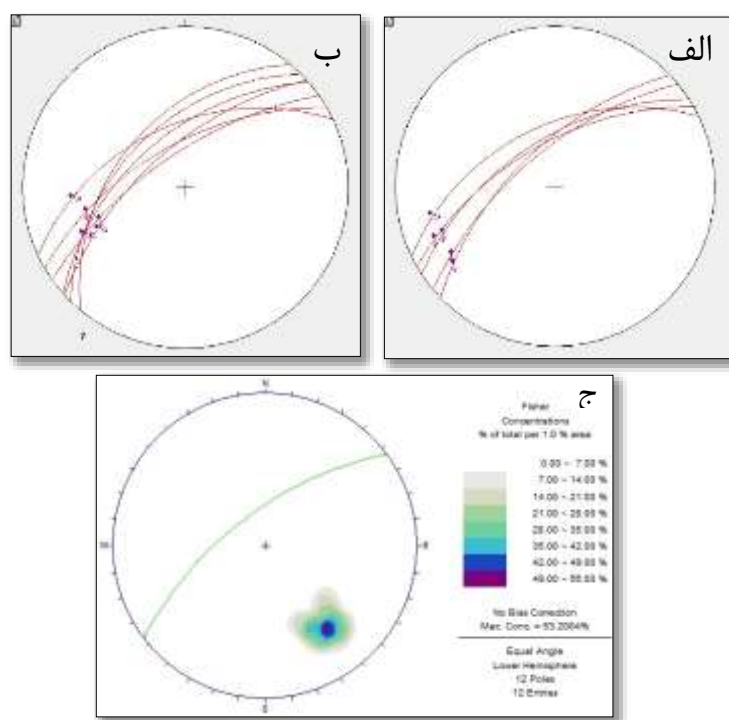 ب
الف
ج
N
W
E
S
Fisher
Concentrations
% of total per 1.0 % area
0.00 ~ 7.00 %
7.00 ~ 14.00 %
14.00 ~ 21.00 %
21.00 ~ 28.00 %
28.00 ~ 35.00 %
35.00 ~ 42.00 %
42.00 ~ 49.00 %
49.00 ~ 55.00 %
No Bias Correction
Max. Conc. = 53.2884%
Equal Angle
Lower Hemisphere
12 Poles
12 Entries